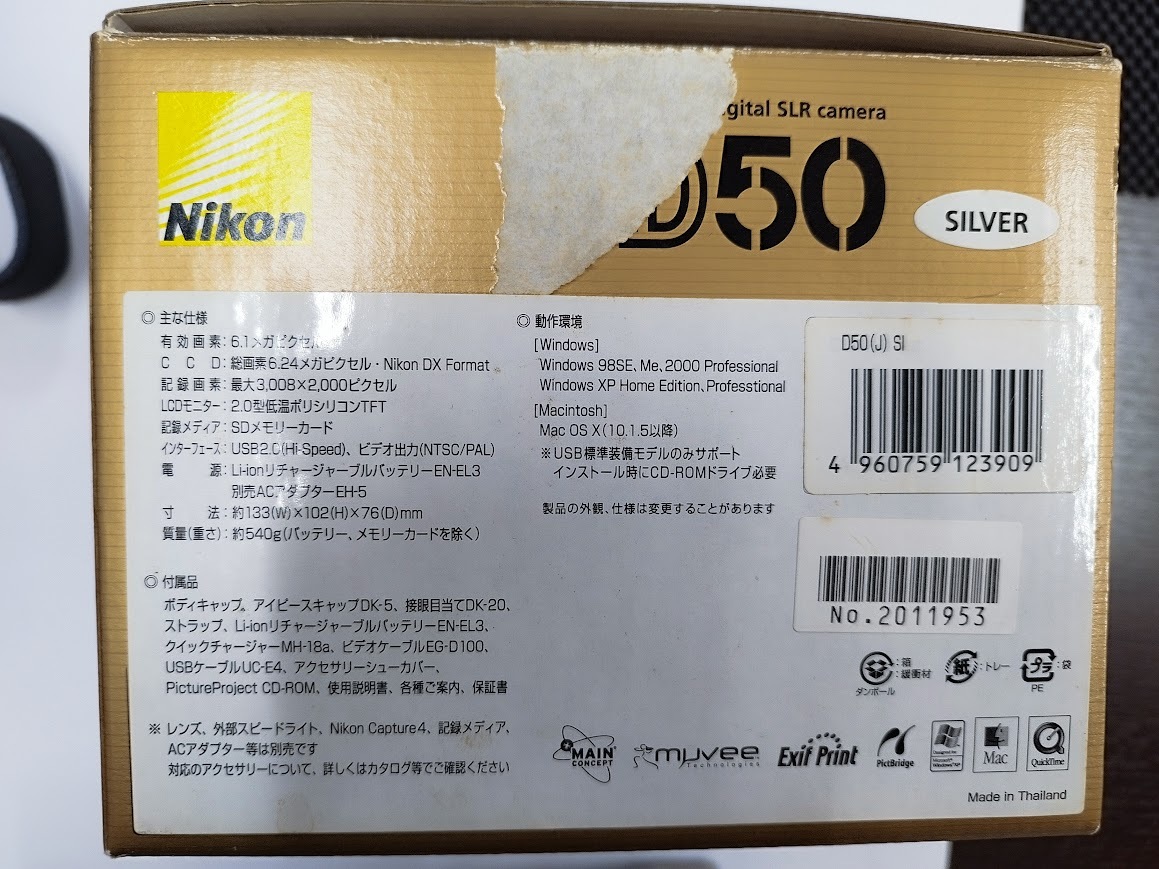 Nikon
gital SLR camera
D50
SILVER
◎ 主な仕様
有効画素：6.1メガピクセル
C C D：総画素6.24メガピクセル・Nikon DX Format
記録画素：最大3,008×2,000ピクセル
LCDモニター：2.0型低温ポリシリコンTFT
記録メディア：SDメモリーカード
インターフェース：USB2.0(Hi-Speed)、ビデオ出力(NTSC/PAL)
電 源：Li-ionリチャージャーブルバッテリーEN-EL3
別売ACアダプターEH-5
寸 法：約133(W)×102(H)×76(D)mm
質量(重さ)：約540g(バッテリー、メモリーカードを除く)
◎ 付属品
ボディキャップ、アイピースキャップDK-5、接眼目当てDK-20、
ストラップ、Li-ionリチャージャーブルバッテリーEN-EL3、
クイックチャージャーMH-18a、ビデオケーブルEG-D100、
USBケーブルUC-E4、アクセサリーシューカバー、
PictureProject CD-ROM、使用説明書、各種ご案内、保証書
※ レンズ、外部スピードライト、Nikon Capture4、記録メディア、
ACアダプター等は別売です
対応のアクセサリーについて、詳しくはカタログ等でご確認ください
◎ 動作環境
[Windows]
Windows 98SE、Me、2000 Professional
Windows XP Home Edition、Professtional
[Macintosh]
Mac OS X(10.1.5以降)
※USB標準装備モデルのみサポート
インストール時にCD-ROMドライブ必要
製品の外観、仕様は変更することがあります
D50(J) SI
4 960759 123909
No.2011953
：箱
：緩衝材
ダンボール
紙：トレー
プラ：袋
PE
MAIN CONCEPT
muvee Technologies
Exif Print
PictBridge
Designed for Microsoft Windows XP
Mac
QuickTime
Made in Thailand